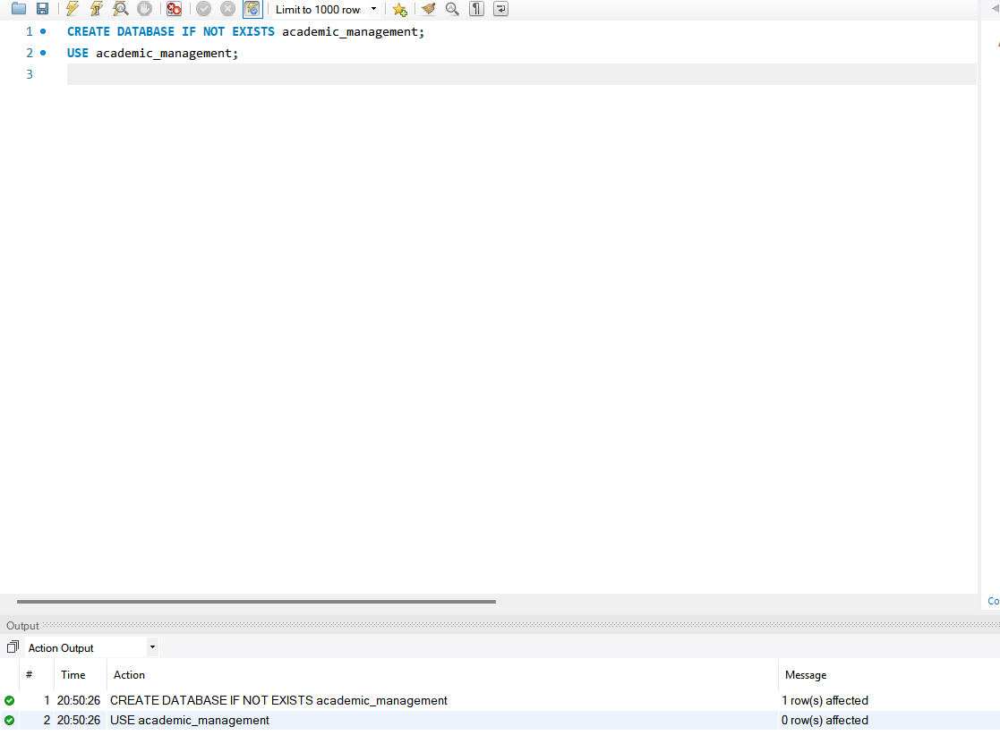 Limit to 1000 rows
1 CREATE DATABASE IF NOT EXISTS academic_management;
2 USE academic_management;
3
Co
Output
Action Output
# Time Action Message
1 20:50:26 CREATE DATABASE IF NOT EXISTS academic_management 1 row(s) affected
2 20:50:26 USE academic_management 0 row(s) affected